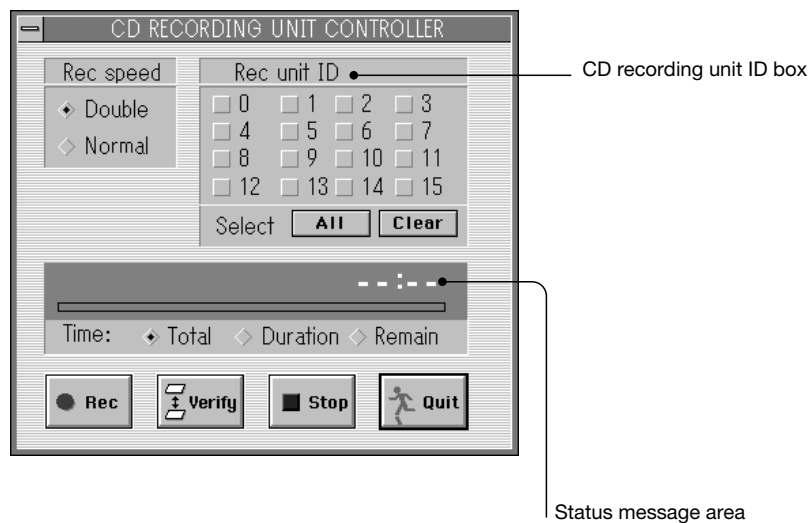 CD RECORDING UNIT CONTROLLER
Rec speed
Rec unit ID
CD recording unit ID box
Double
Normal
0 1 2 3
4 5 6 7
8 9 10 11
12 13 14 15
Select All Clear
--:--
Time: Total Duration Remain
Rec Verify Stop Quit
Status message area